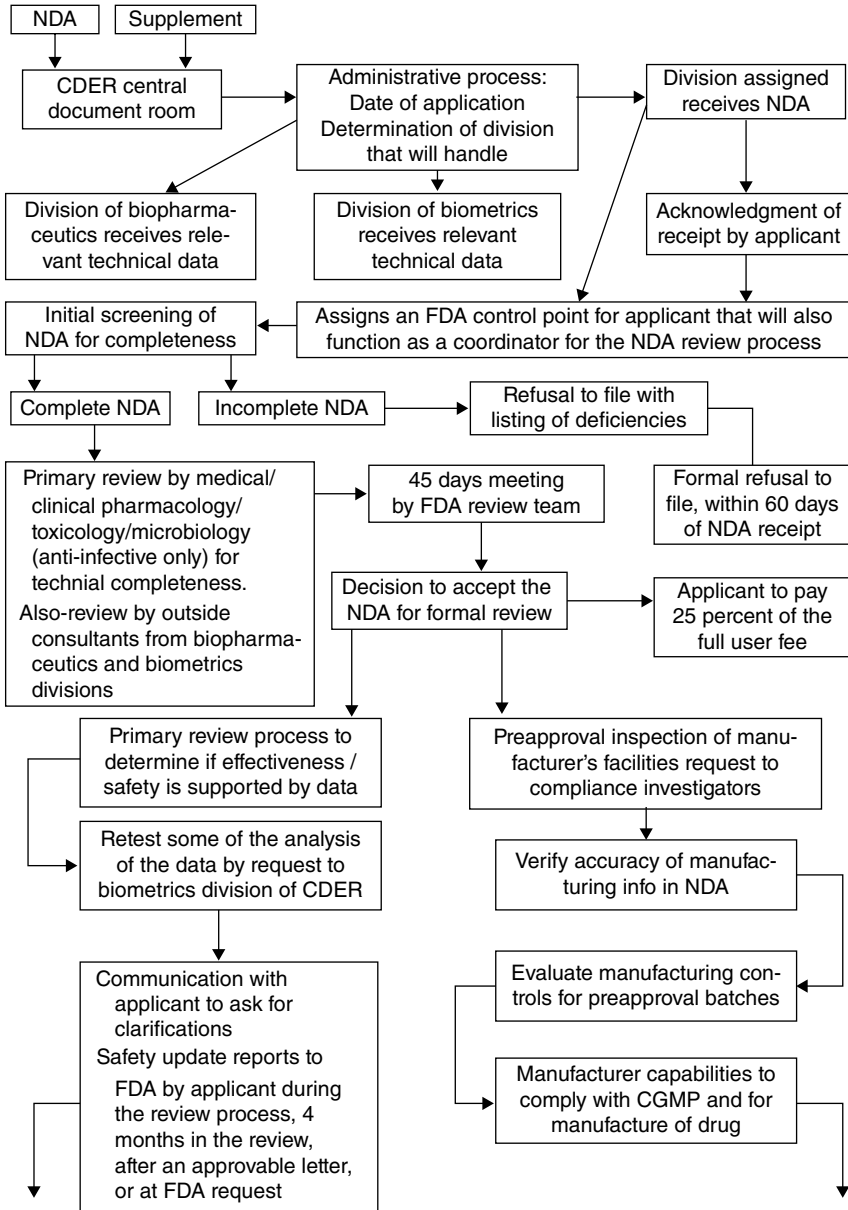 NDA
Supplement
CDER central
document room
Administrative process:
Date of application
Determination of division
that will handle
Division assigned
receives NDA
Division of biopharma-
ceutics receives rele-
vant technical data
Division of biometrics
receives relevant
technical data
Acknowledgment of
receipt by applicant
Initial screening of
NDA for completeness
Assigns an FDA control point for applicant that will also
function as a coordinator for the NDA review process
Complete NDA
Incomplete NDA
Refusal to file with
listing of deficiencies
Primary review by medical/
clinical pharmacology/
toxicology/microbiology
(anti-infective only) for
technial completeness.
Also-review by outside
consultants from biopharma-
ceutics and biometrics
divisions
45 days meeting
by FDA review team
Formal refusal to
file, within 60 days
of NDA receipt
Decision to accept the
NDA for formal review
Applicant to pay
25 percent of the
full user fee
Primary review process to
determine if effectiveness /
safety is supported by data
Preapproval inspection of manu-
facturer's facilities request to
compliance investigators
Retest some of the analysis
of the data by request to
biometrics division of CDER
Verify accuracy of manufac-
turing info in NDA
Communication with
applicant to ask for
clarifications
Safety update reports to
FDA by applicant during
the review process, 4
months in the review,
after an approvable letter,
or at FDA request
Evaluate manufacturing con-
trols for preapproval batches
Manufacturer capabilities to
comply with CGMP and for
manufacture of drug